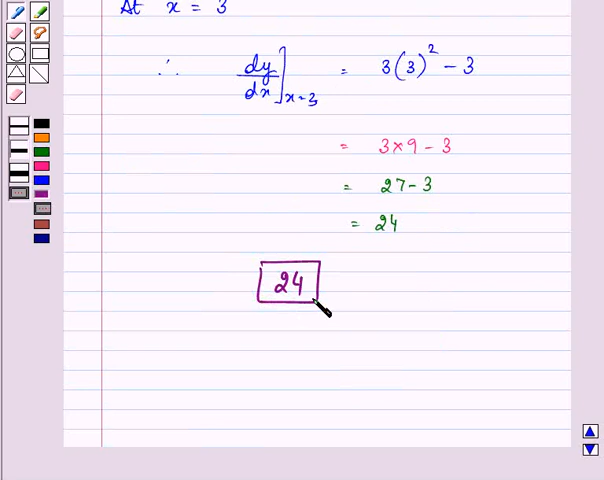 At x = 3
∴ dy/dx]x=3 = 3(3)² - 3
= 3×9 - 3
= 27-3
= 24
24